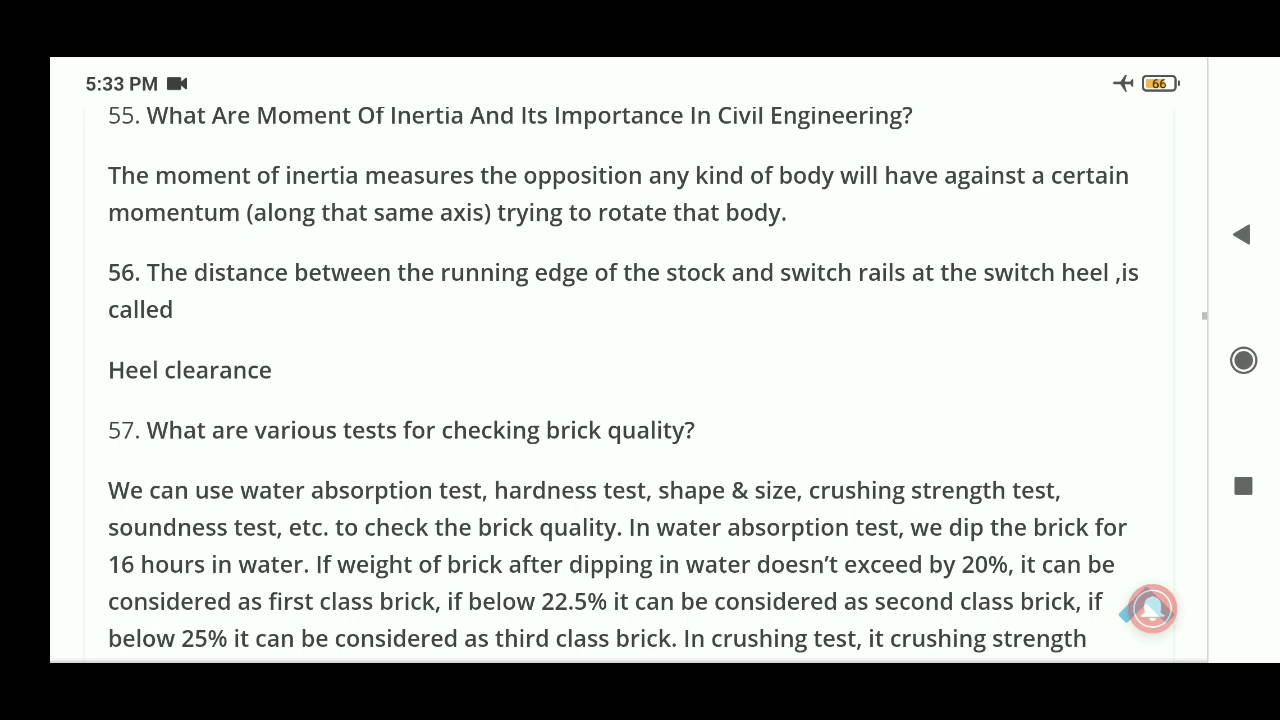 5:33 PM
66
55. What Are Moment Of Inertia And Its Importance In Civil Engineering?
The moment of inertia measures the opposition any kind of body will have against a certain
momentum (along that same axis) trying to rotate that body.
56. The distance between the running edge of the stock and switch rails at the switch heel ,is
called
Heel clearance
57. What are various tests for checking brick quality?
We can use water absorption test, hardness test, shape & size, crushing strength test,
soundness test, etc. to check the brick quality. In water absorption test, we dip the brick for
16 hours in water. If weight of brick after dipping in water doesn’t exceed by 20%, it can be
considered as first class brick, if below 22.5% it can be considered as second class brick, if
below 25% it can be considered as third class brick. In crushing test, it crushing strength